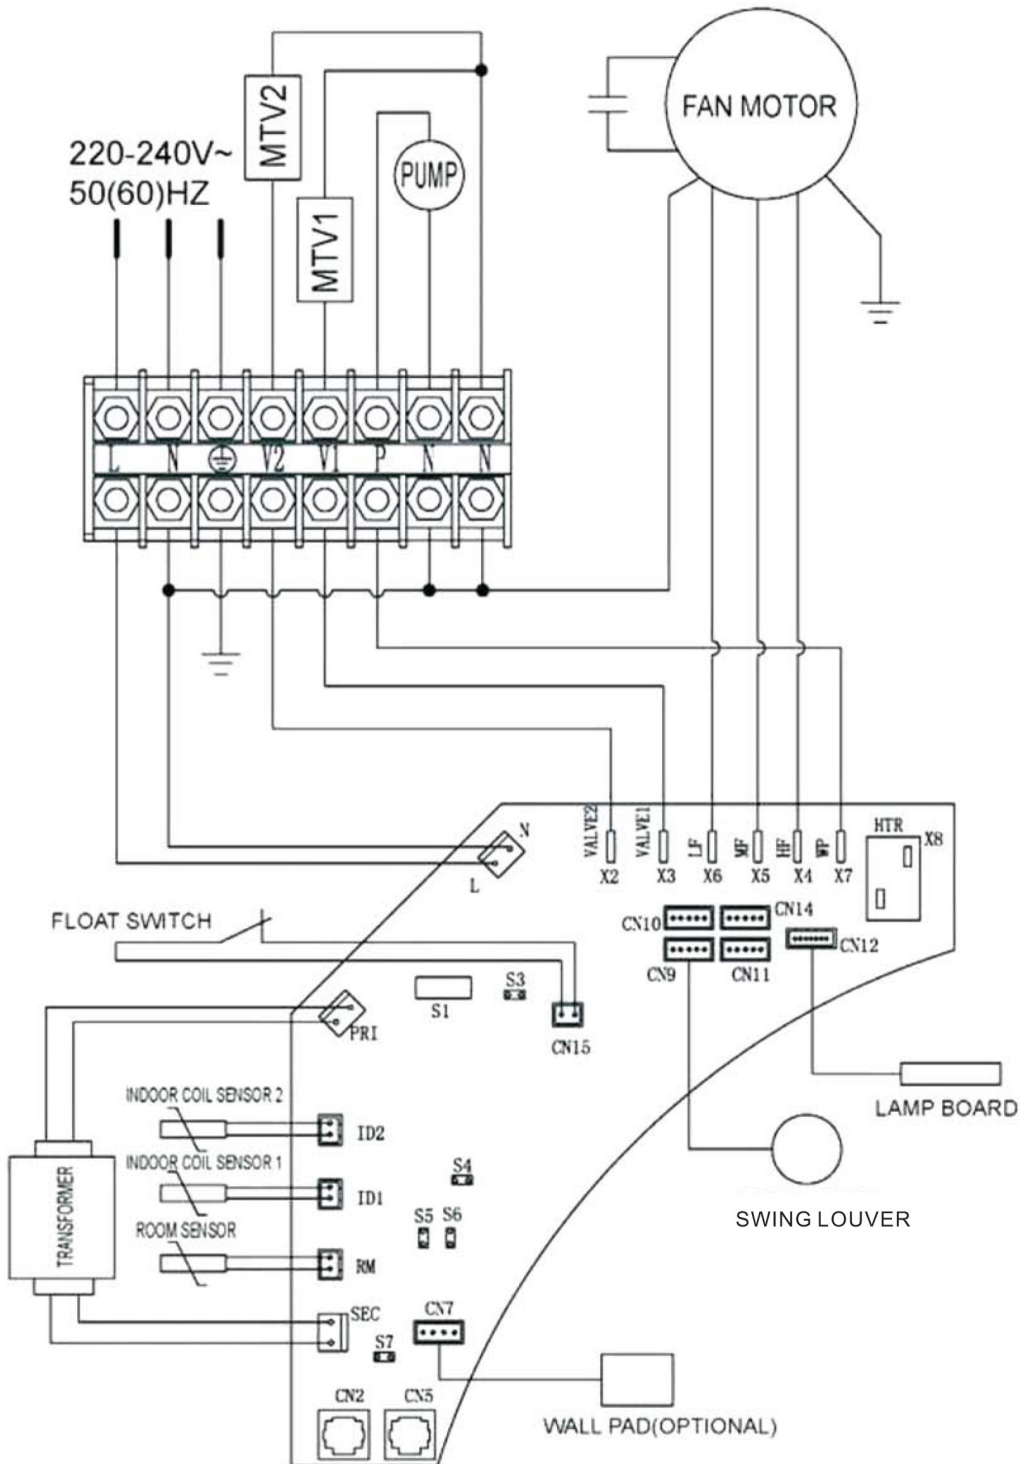 FAN MOTOR
MTV2
220-240V~
50(60)HZ
PUMP
MTV1
L N V2 V1 P N N
VALVE2 VALVE1 LF MF HF WP HTR
X8
N
L
X2 X3 X6 X5 X4 X7
FLOAT SWITCH
CN10 CN14
CN12
CN9 CN11
S3
S1
PRI
CN15
INDOOR COIL SENSOR 2
LAMP BOARD
ID2
INDOOR COIL SENSOR 1
S4
TRANSFORMER
ID1
S5 S6
ROOM SENSOR
SWING LOUVER
RM
SEC
CN7
S7
CN2 CN5
WALL PAD(OPTIONAL)